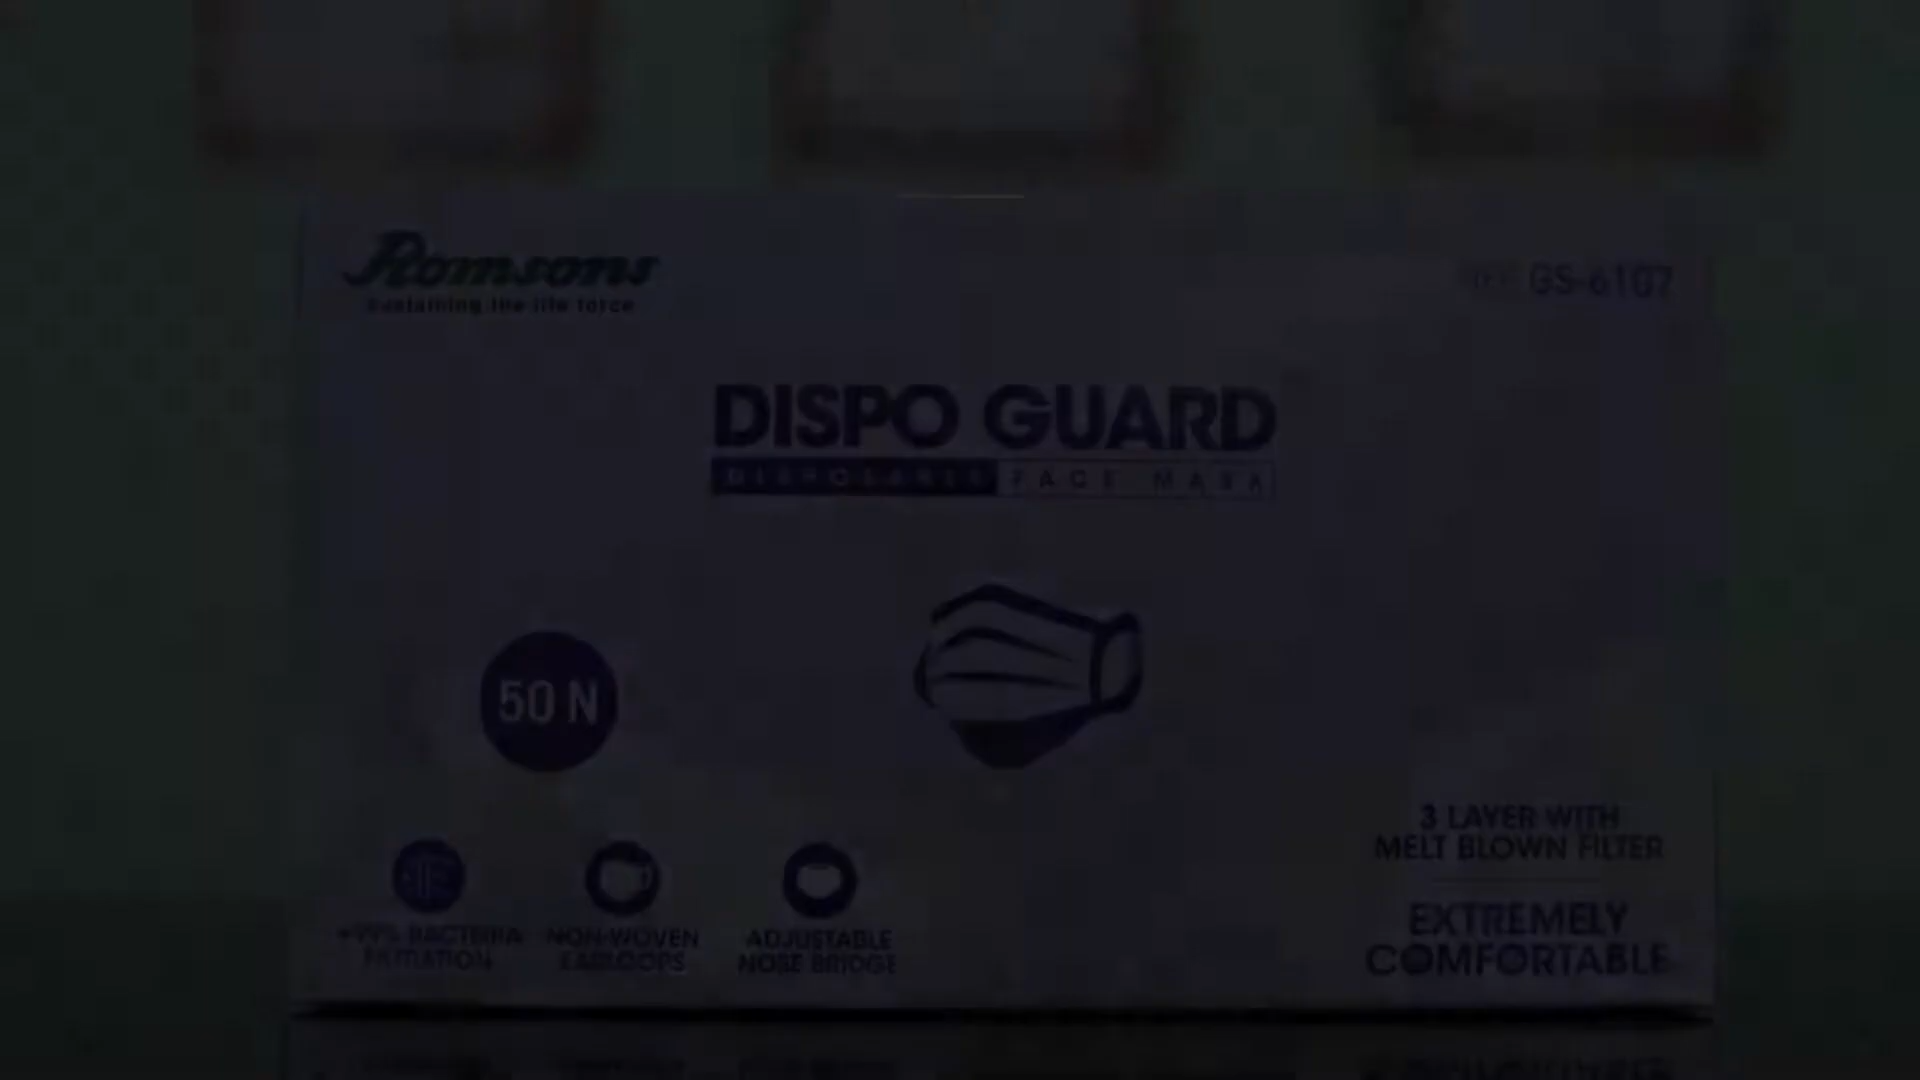 Romsons
Sustaining the life force
REF GS-6107
DISPO GUARD
DISPOSABLE FACE MASK
50 N
+99% BACTERIA
FILTRATION
NON-WOVEN
EARLOOPS
ADJUSTABLE
NOSE BRIDGE
3 LAYER WITH
MELT BLOWN FILTER
EXTREMELY
COMFORTABLE